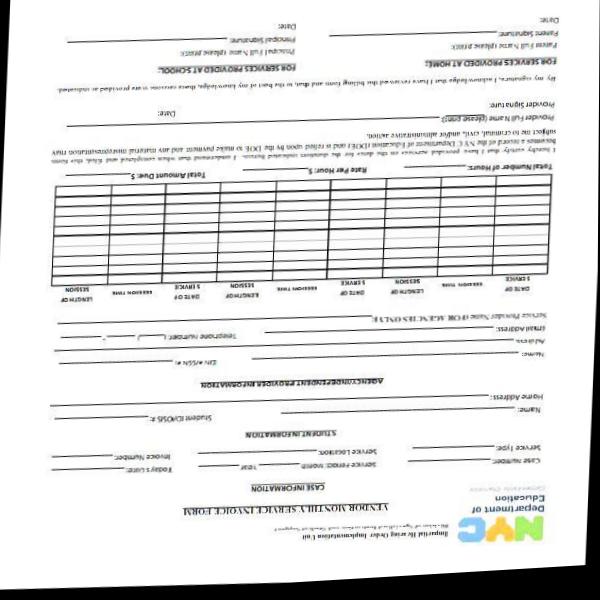 NYC
Department of
Education
Impartial Hearing Order Implementation Unit
Division of Specialized Instruction and Student Support
VENDOR MONTHLY SERVICE INVOICE FORM
CASE INFORMATION
Case Number: Service Period: Month Year Today's Date:
Service Type: Service Location: Invoice Number:
STUDENT INFORMATION
Name: Student ID/OSIS #:
Home Address:
AGENCY/INDEPENDENT PROVIDER INFORMATION
Name: EIN #/SSN #:
Address:
Email Address: Telephone Number: (___)___-___
Service Provider Name (FOR AGENCIES ONLY):
DATE OF SERVICE SESSION TIME LENGTH OF SESSION DATE OF SERVICE SESSION TIME LENGTH OF SESSION DATE OF SERVICE SESSION TIME LENGTH OF SESSION
Total Number of Hours: Rate Per Hour: $ Total Amount Due: $
I hereby certify that I have provided services on the dates for the durations indicated herein. I understand that when completed and filed, this form
becomes a record of the NYC Department of Education (DOE) and is relied upon by the DOE to make payment and any material misrepresentation may
subject me to criminal, civil, and/or administrative action.
Provider Full Name (please print):
Provider Signature: Date:
By my signature, I acknowledge that I have reviewed this billing form and that, to the best of my knowledge, these services were provided as indicated.
FOR SERVICES PROVIDED AT HOME: FOR SERVICES PROVIDED AT SCHOOL:
Parent Full Name (please print): Principal Full Name (please print):
Parent Signature: Principal Signature:
Date: Date: